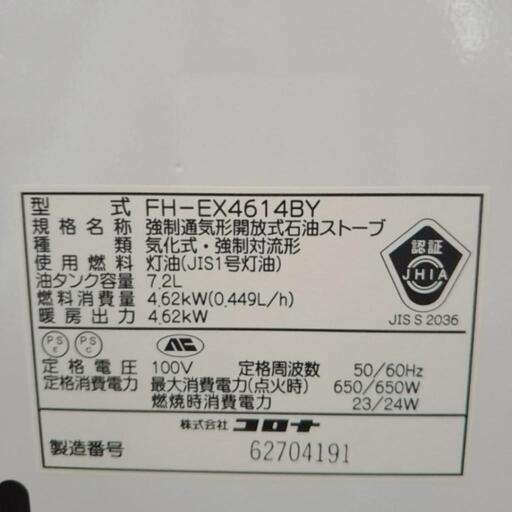 型式 FH-EX4614BY
規格名称 強制通気形開放式石油ストーブ
種類 気化式・強制対流形
使用燃料 灯油(JIS1号灯油)
油タンク容量 7.2L
燃料消費量 4.62kW(0.449L/h)
暖房出力 4.62kW
認証
JHIA
JIS S 2036
PS E PS C
定格電圧 100V 定格周波数 50/60Hz
定格消費電力 最大消費電力(点火時) 650/650W
燃焼時消費電力 23/24W
株式会社 コロナ
製造番号 62704191